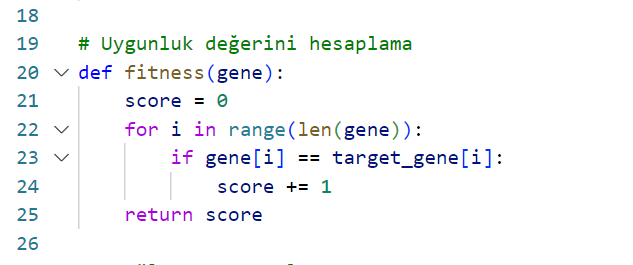 18
19 # Uygunluk değerini hesaplama
20 def fitness(gene):
21 score = 0
22 for i in range(len(gene)):
23 if gene[i] == target_gene[i]:
24 score += 1
25 return score
26